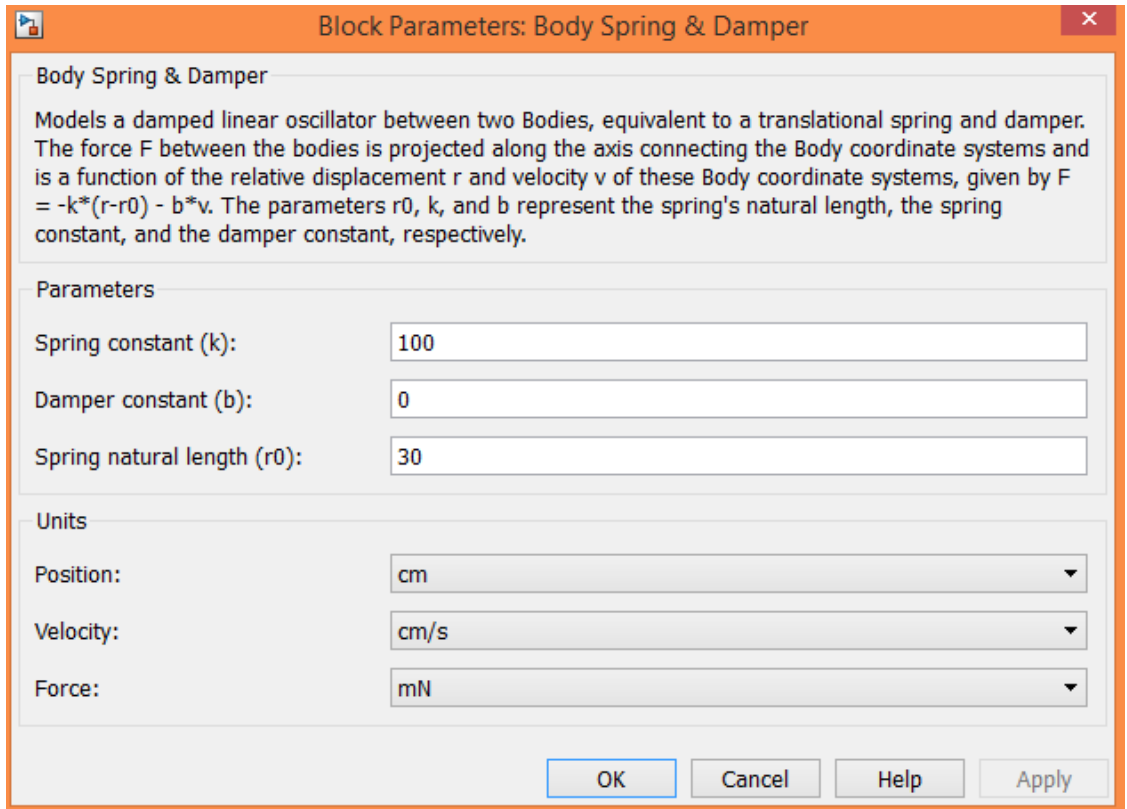 Block Parameters: Body Spring & Damper
Body Spring & Damper
Models a damped linear oscillator between two Bodies, equivalent to a translational spring and damper.
The force F between the bodies is projected along the axis connecting the Body coordinate systems and
is a function of the relative displacement r and velocity v of these Body coordinate systems, given by F
= -k*(r-r0) - b*v. The parameters r0, k, and b represent the spring's natural length, the spring
constant, and the damper constant, respectively.
Parameters
Spring constant (k): 100
Damper constant (b): 0
Spring natural length (r0): 30
Units
Position: cm
Velocity: cm/s
Force: mN
OK Cancel Help Apply